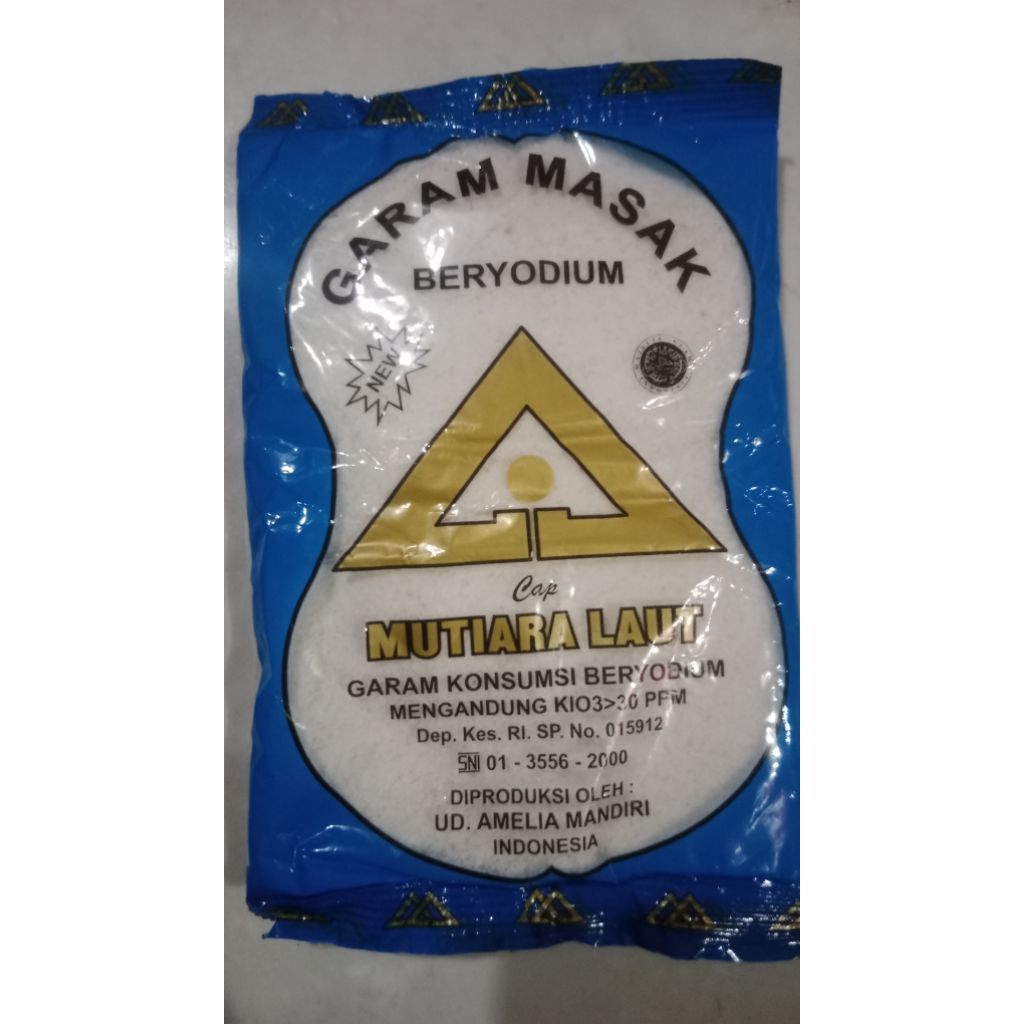 GARAM MASAK
BERYODIUM
NEW
Cap
MUTIARA LAUT
GARAM KONSUMSI BERYODIUM
MENGANDUNG KIO3>30 PPM
Dep. Kes. RI. SP. No. 015912
SNI 01 - 3556 - 2000
DIPRODUKSI OLEH :
UD. AMELIA MANDIRI
INDONESIA